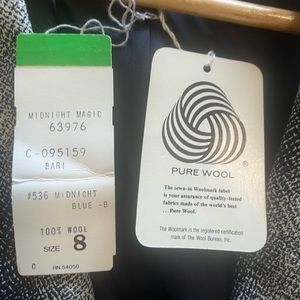 MIDNIGHT MAGIC
63976
C-095159
BARI
#536 MIDNIGHT
BLUE -B
100% WOOL
SIZE 8
C RN 54050
PURE WOOL
®
The sewn-in Woolmark label
is your assurance of quality-tested
fabrics made of the world's best
...Pure Wool.
The Woolmark is the registered certification
mark of The Wool Bureau, Inc.